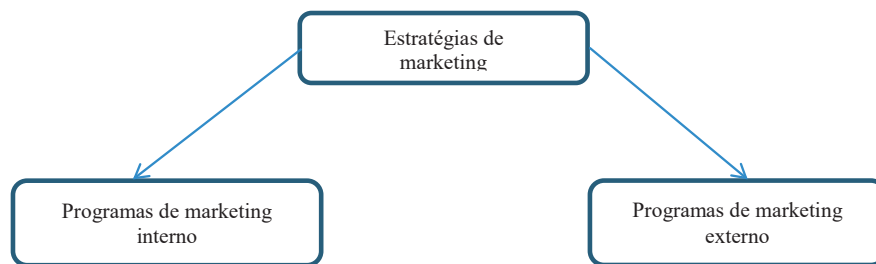 Estratégias de
marketing
Programas de marketing
interno
Programas de marketing
externo